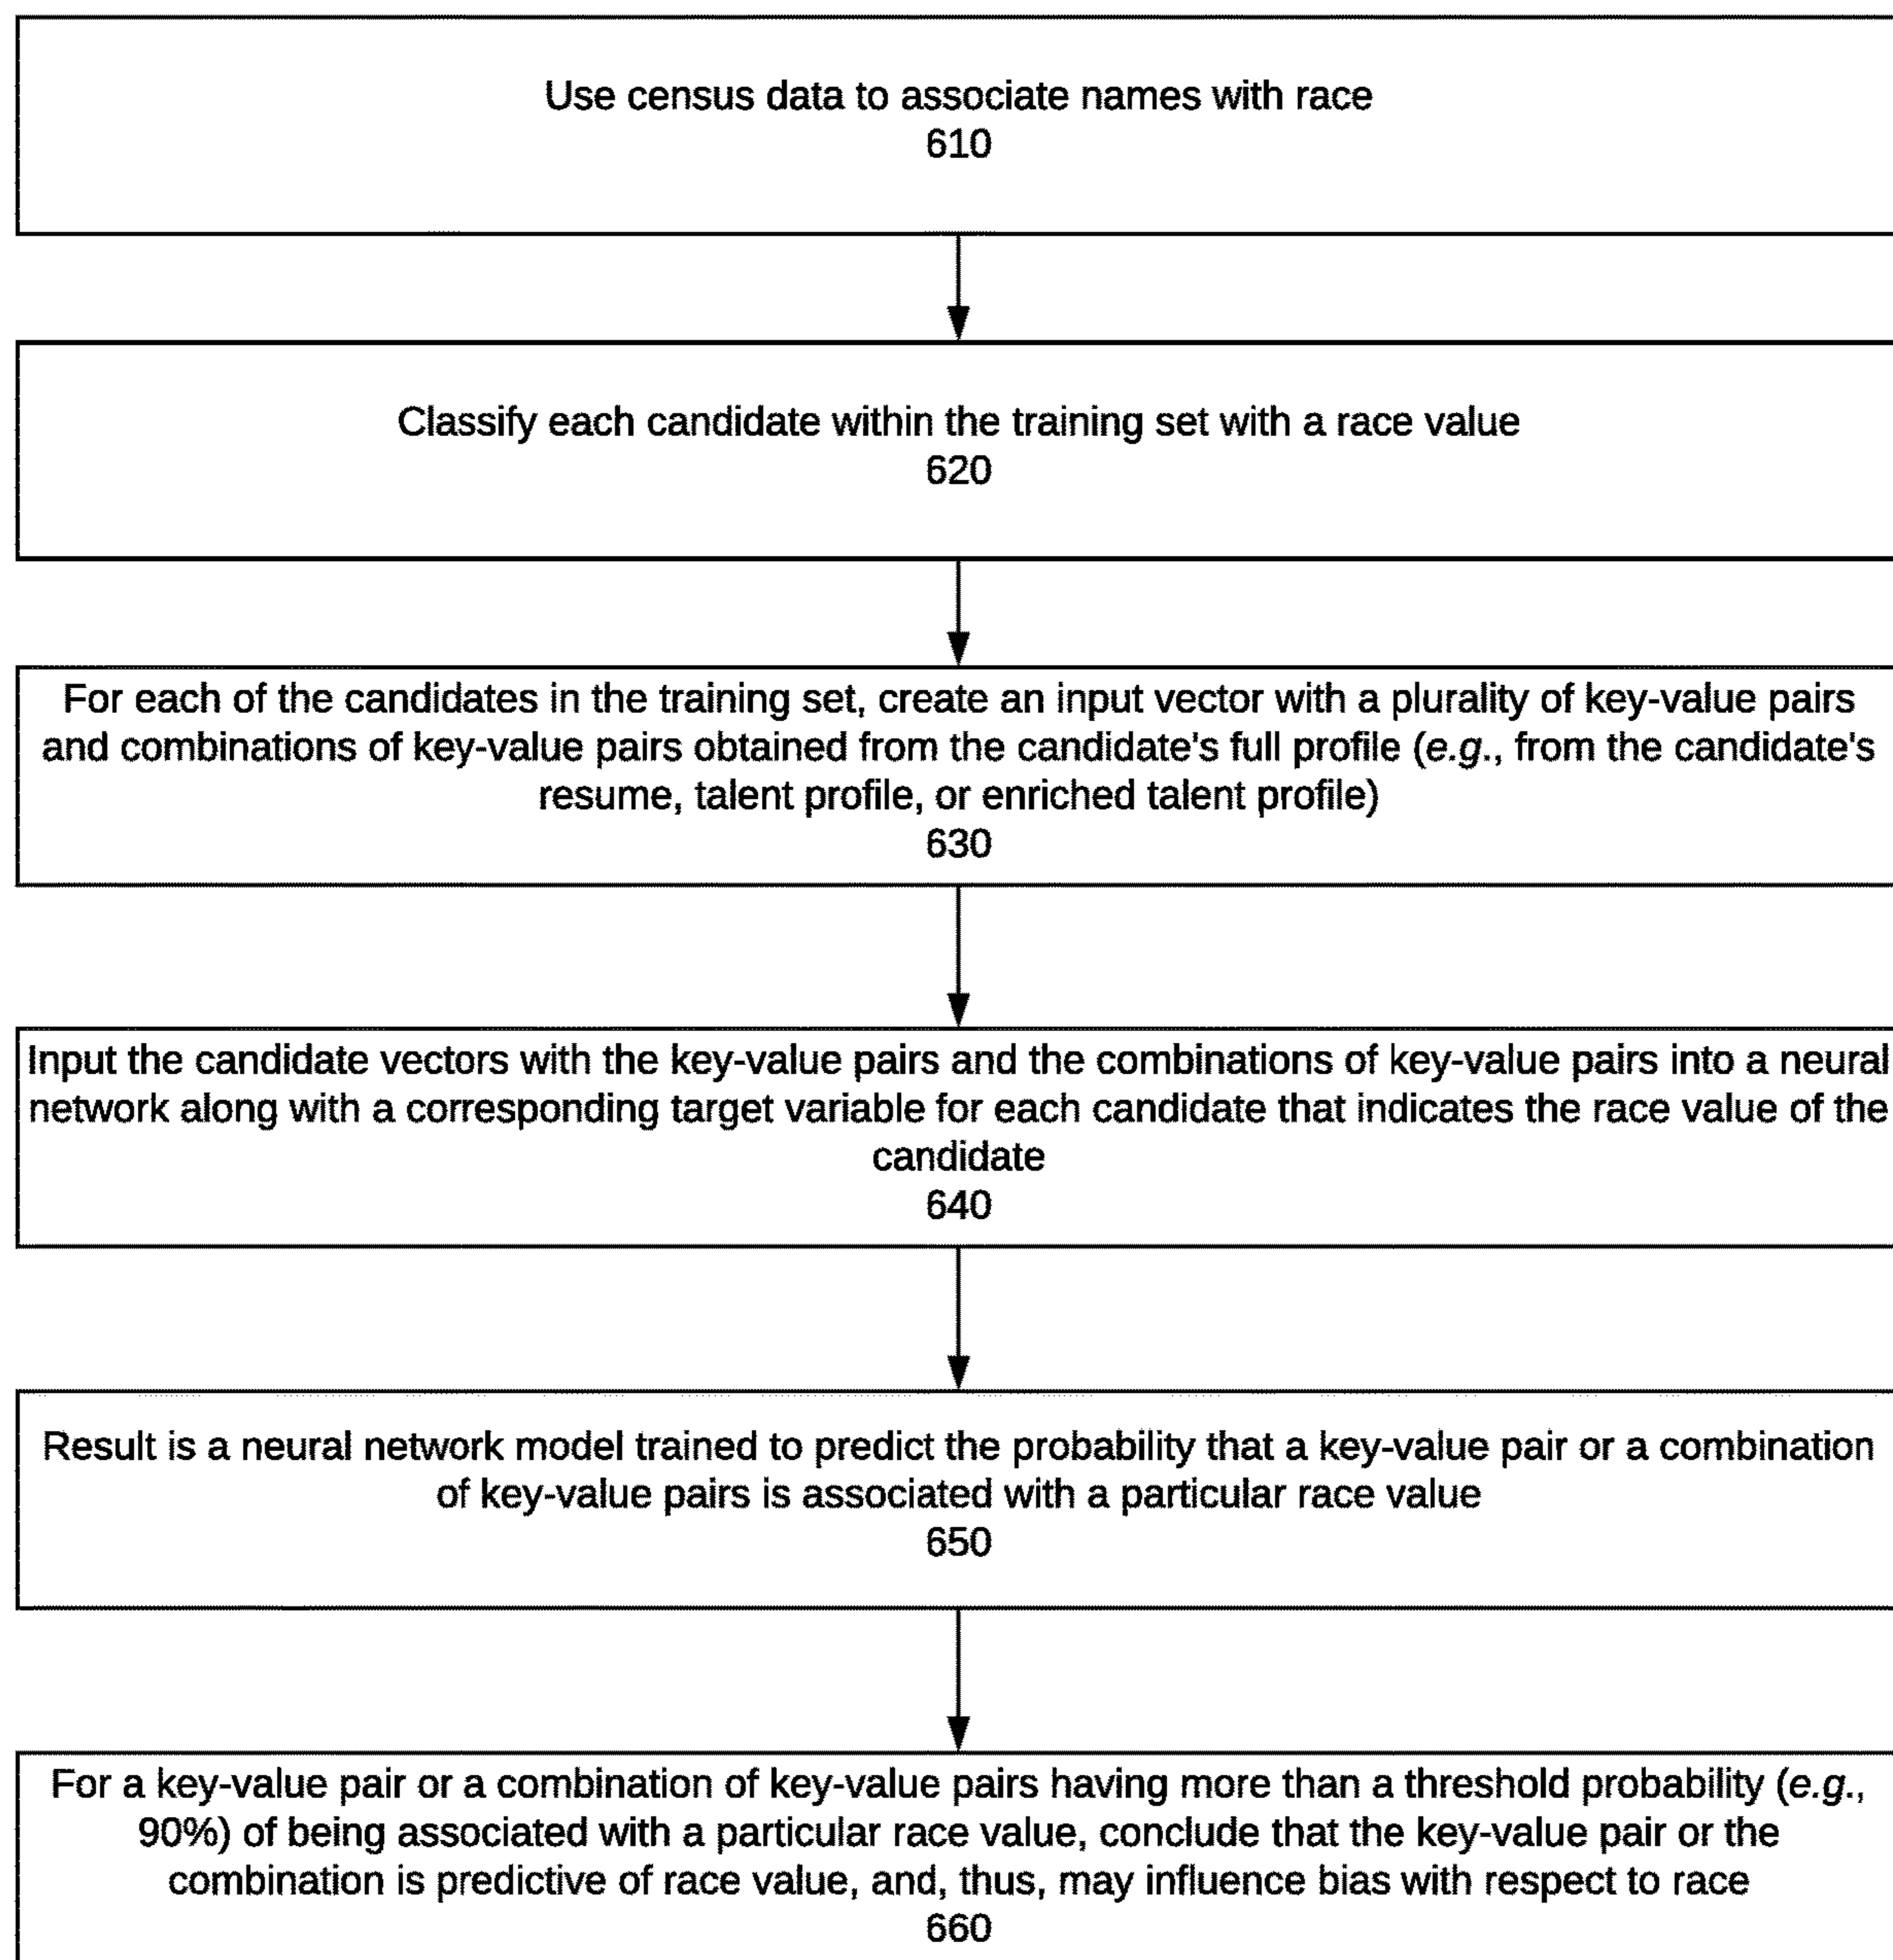 Use census data to associate names with race
610
Classify each candidate within the training set with a race value
620
For each of the candidates in the training set, create an input vector with a plurality of key-value pairs
and combinations of key-value pairs obtained from the candidate's full profile (e.g., from the candidate's
resume, talent profile, or enriched talent profile)
630
Input the candidate vectors with the key-value pairs and the combinations of key-value pairs into a neural
network along with a corresponding target variable for each candidate that indicates the race value of the
candidate
640
Result is a neural network model trained to predict the probability that a key-value pair or a combination
of key-value pairs is associated with a particular race value
650
For a key-value pair or a combination of key-value pairs having more than a threshold probability (e.g.,
90%) of being associated with a particular race value, conclude that the key-value pair or the
combination is predictive of race value, and, thus, may influence bias with respect to race
660